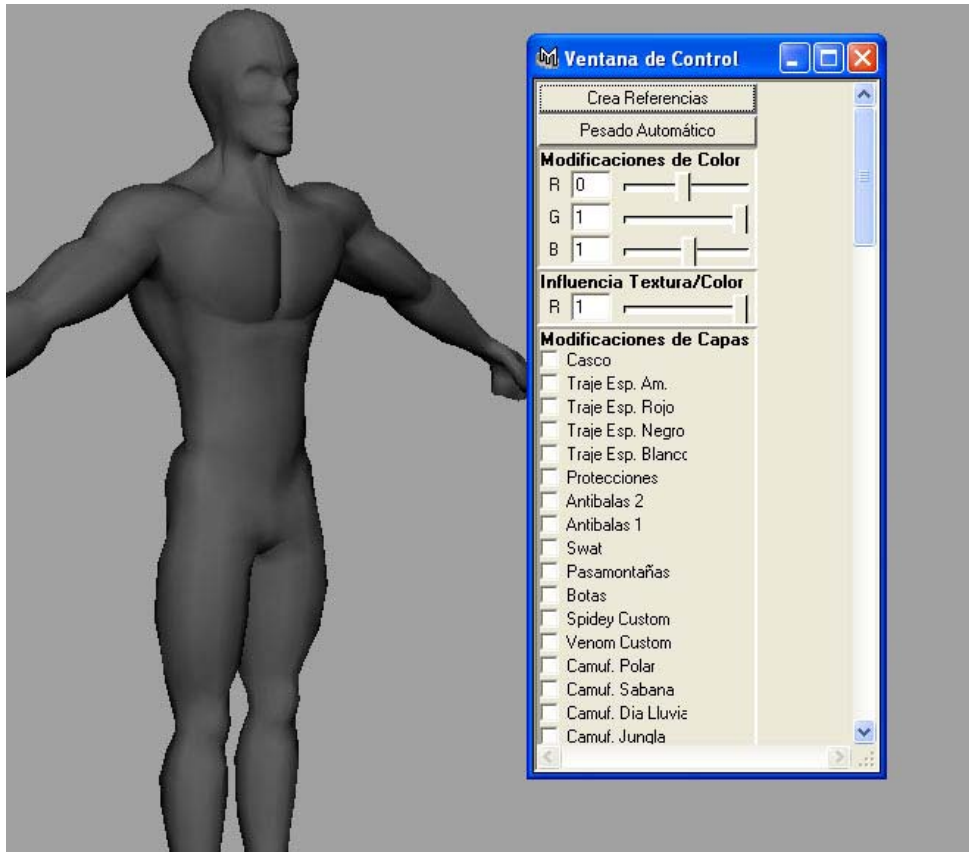 Ventana de Control
Crea Referencias
Pesado Automático
Modificaciones de Color
R 0
G 1
B 1
Influencia Textura/Color
R 1
Modificaciones de Capas
Casco
Traje Esp. Am.
Traje Esp. Rojo
Traje Esp. Negro
Traje Esp. Blanco
Protecciones
Antibalas 2
Antibalas 1
Swat
Pasamontañas
Botas
Spidey Custom
Venom Custom
Camuf. Polar
Camuf. Sabana
Camuf. Dia Lluvia
Camuf. Jungla